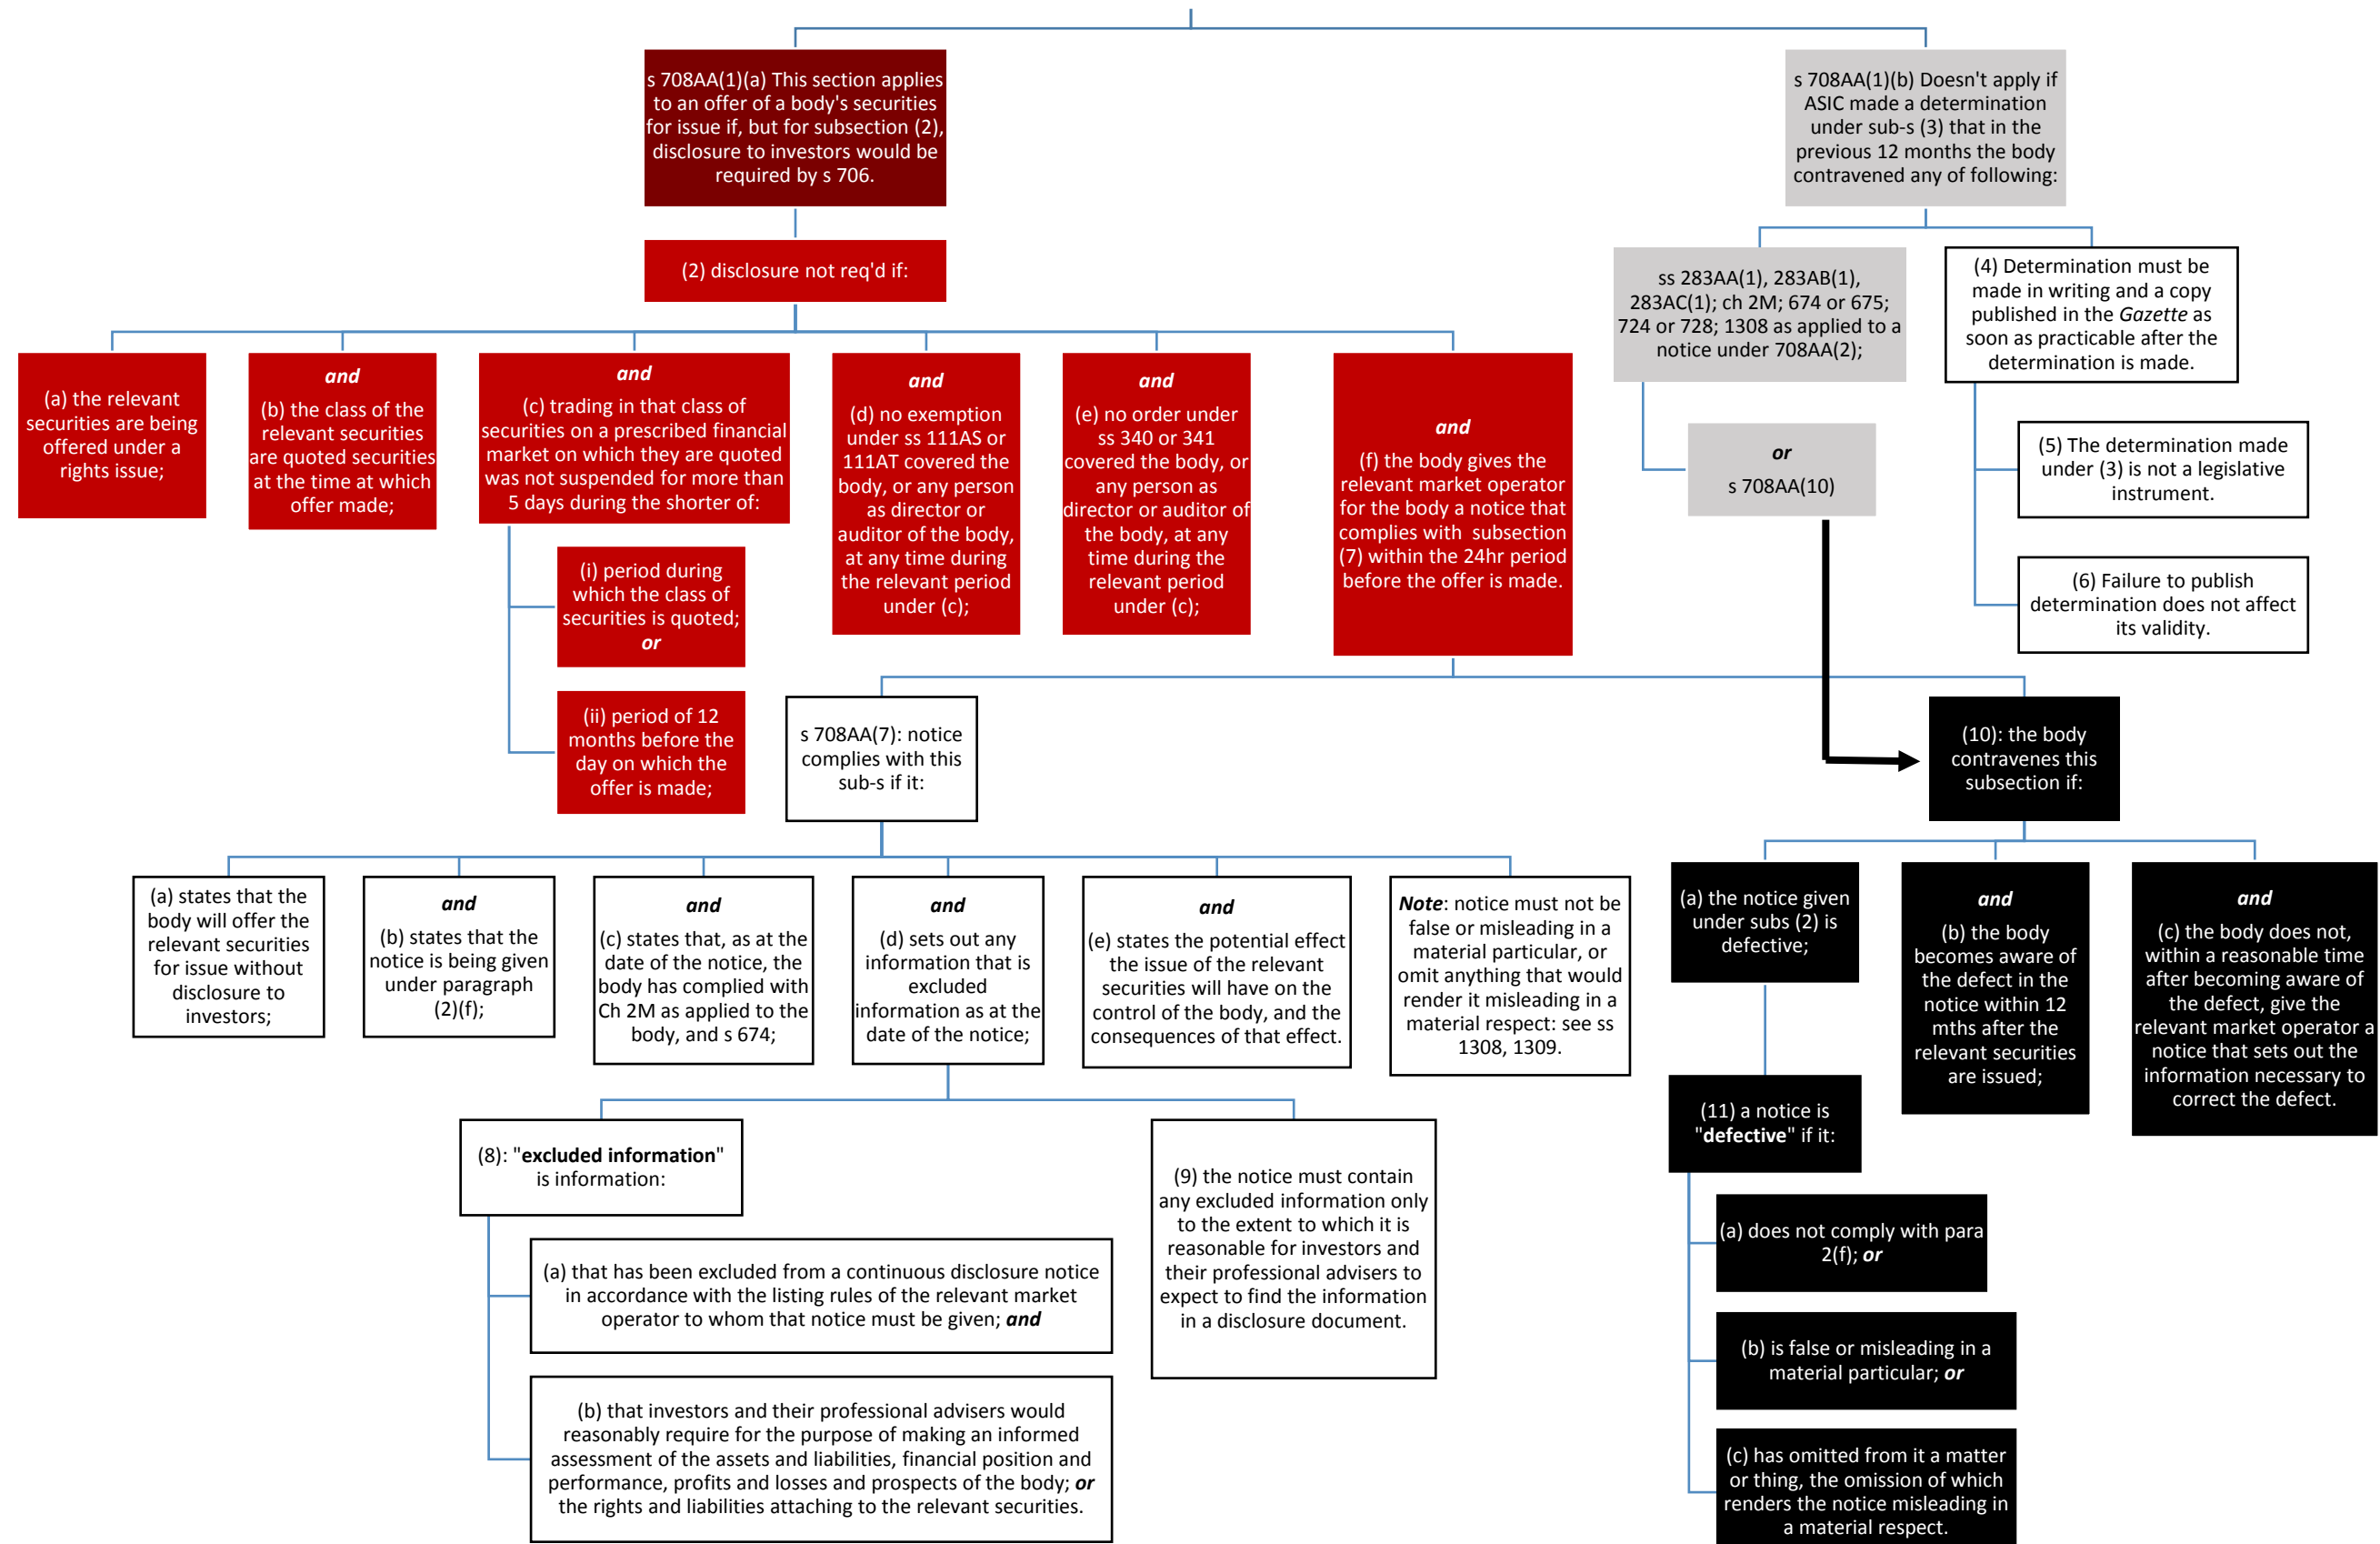 s 708AA(1)(a) This section applies
to an offer of a body's securities
for issue if, but for subsection (2),
disclosure to investors would be
required by s 706.
s 708AA(1)(b) Doesn't apply if
ASIC made a determination
under sub-s (3) that in the
previous 12 months the body
contravened any of following:
(2) disclosure not req'd if:
ss 283AA(1), 283AB(1),
283AC(1); ch 2M; 674 or 675;
724 or 728; 1308 as applied to a
notice under 708AA(2);
(4) Determination must be
made in writing and a copy
published in the Gazette as
soon as practicable after the
determination is made.
(a) the relevant
securities are being
offered under a
rights issue;
and
(b) the class of the
relevant securities
are quoted securities
at the time at which
offer made;
and
(c) trading in that class of
securities on a prescribed financial
market on which they are quoted
was not suspended for more than
5 days during the shorter of:
and
(d) no exemption
under ss 111AS or
111AT covered the
body, or any person
as director or
auditor of the body,
at any time during
the relevant period
under (c);
and
(e) no order under
ss 340 or 341
covered the body, or
any person as
director or auditor of
the body, at any
time during the
relevant period
under (c);
and
(f) the body gives the
relevant market operator
for the body a notice that
complies with subsection
(7) within the 24hr period
before the offer is made.
or
s 708AA(10)
(5) The determination made
under (3) is not a legislative
instrument.
(6) Failure to publish
determination does not affect
its validity.
(i) period during
which the class of
securities is quoted;
or
(ii) period of 12
months before the
day on which the
offer is made;
s 708AA(7): notice
complies with this
sub-s if it:
(10): the body
contravenes this
subsection if:
(a) states that the
body will offer the
relevant securities
for issue without
disclosure to
investors;
and
(b) states that the
notice is being given
under paragraph
(2)(f);
and
(c) states that, as at the
date of the notice, the
body has complied with
Ch 2M as applied to the
body, and s 674;
and
(d) sets out any
information that is
excluded
information as at the
date of the notice;
and
(e) states the potential effect
the issue of the relevant
securities will have on the
control of the body, and the
consequences of that effect.
Note: notice must not be
false or misleading in a
material particular, or
omit anything that would
render it misleading in a
material respect: see ss
1308, 1309.
(a) the notice given
under subs (2) is
defective;
and
(b) the body
becomes aware of
the defect in the
notice within 12
mths after the
relevant securities
are issued;
and
(c) the body does not,
within a reasonable time
after becoming aware of
the defect, give the
relevant market operator a
notice that sets out the
information necessary to
correct the defect.
(8): "excluded information"
is information:
(9) the notice must contain
any excluded information only
to the extent to which it is
reasonable for investors and
their professional advisers to
expect to find the information
in a disclosure document.
(11) a notice is
"defective" if it:
(a) that has been excluded from a continuous disclosure notice
in accordance with the listing rules of the relevant market
operator to whom that notice must be given; and
(b) that investors and their professional advisers would
reasonably require for the purpose of making an informed
assessment of the assets and liabilities, financial position and
performance, profits and losses and prospects of the body; or
the rights and liabilities attaching to the relevant securities.
(a) does not comply with para
2(f); or
(b) is false or misleading in a
material particular; or
(c) has omitted from it a matter
or thing, the omission of which
renders the notice misleading in
a material respect.